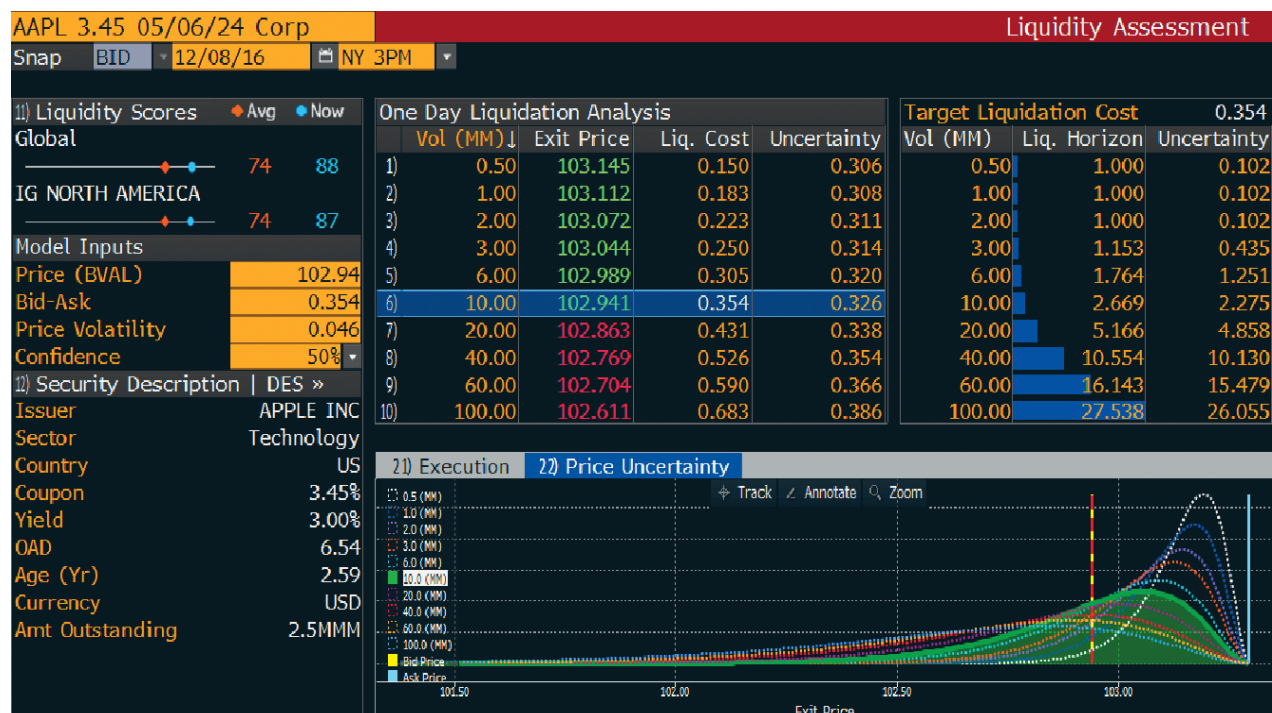 AAPL 3.45 05/06/24 Corp Liquidity Assessment
Snap BID 12/08/16 NY 3PM
11) Liquidity Scores Avg Now
Global
74 88
IG NORTH AMERICA
74 87
Model Inputs
Price (BVAL) 102.94
Bid-Ask 0.354
Price Volatility 0.046
Confidence 50%
12) Security Description | DES »
Issuer APPLE INC
Sector Technology
Country US
Coupon 3.45%
Yield 3.00%
OAD 6.54
Age (Yr) 2.59
Currency USD
Amt Outstanding 2.5MMM
One Day Liquidation Analysis
Vol (MM)↓ Exit Price Liq. Cost Uncertainty
1) 0.50 103.145 0.150 0.306
2) 1.00 103.112 0.183 0.308
3) 2.00 103.072 0.223 0.311
4) 3.00 103.044 0.250 0.314
5) 6.00 102.989 0.305 0.320
6) 10.00 102.941 0.354 0.326
7) 20.00 102.863 0.431 0.338
8) 40.00 102.769 0.526 0.354
9) 60.00 102.704 0.590 0.366
10) 100.00 102.611 0.683 0.386
Target Liquidation Cost 0.354
Vol (MM) Liq. Horizon Uncertainty
0.50 1.000 0.102
1.00 1.000 0.102
2.00 1.000 0.102
3.00 1.153 0.435
6.00 1.764 1.251
10.00 2.669 2.275
20.00 5.166 4.858
40.00 10.554 10.130
60.00 16.143 15.479
100.00 27.538 26.055
21) Execution 22) Price Uncertainty
Track Annotate Zoom
0.5 (MM)
1.0 (MM)
2.0 (MM)
3.0 (MM)
6.0 (MM)
10.0 (MM)
20.0 (MM)
40.0 (MM)
60.0 (MM)
100.0 (MM)
Bid Price
Ask Price
101.50 102.00 102.50 103.00
Exit Price